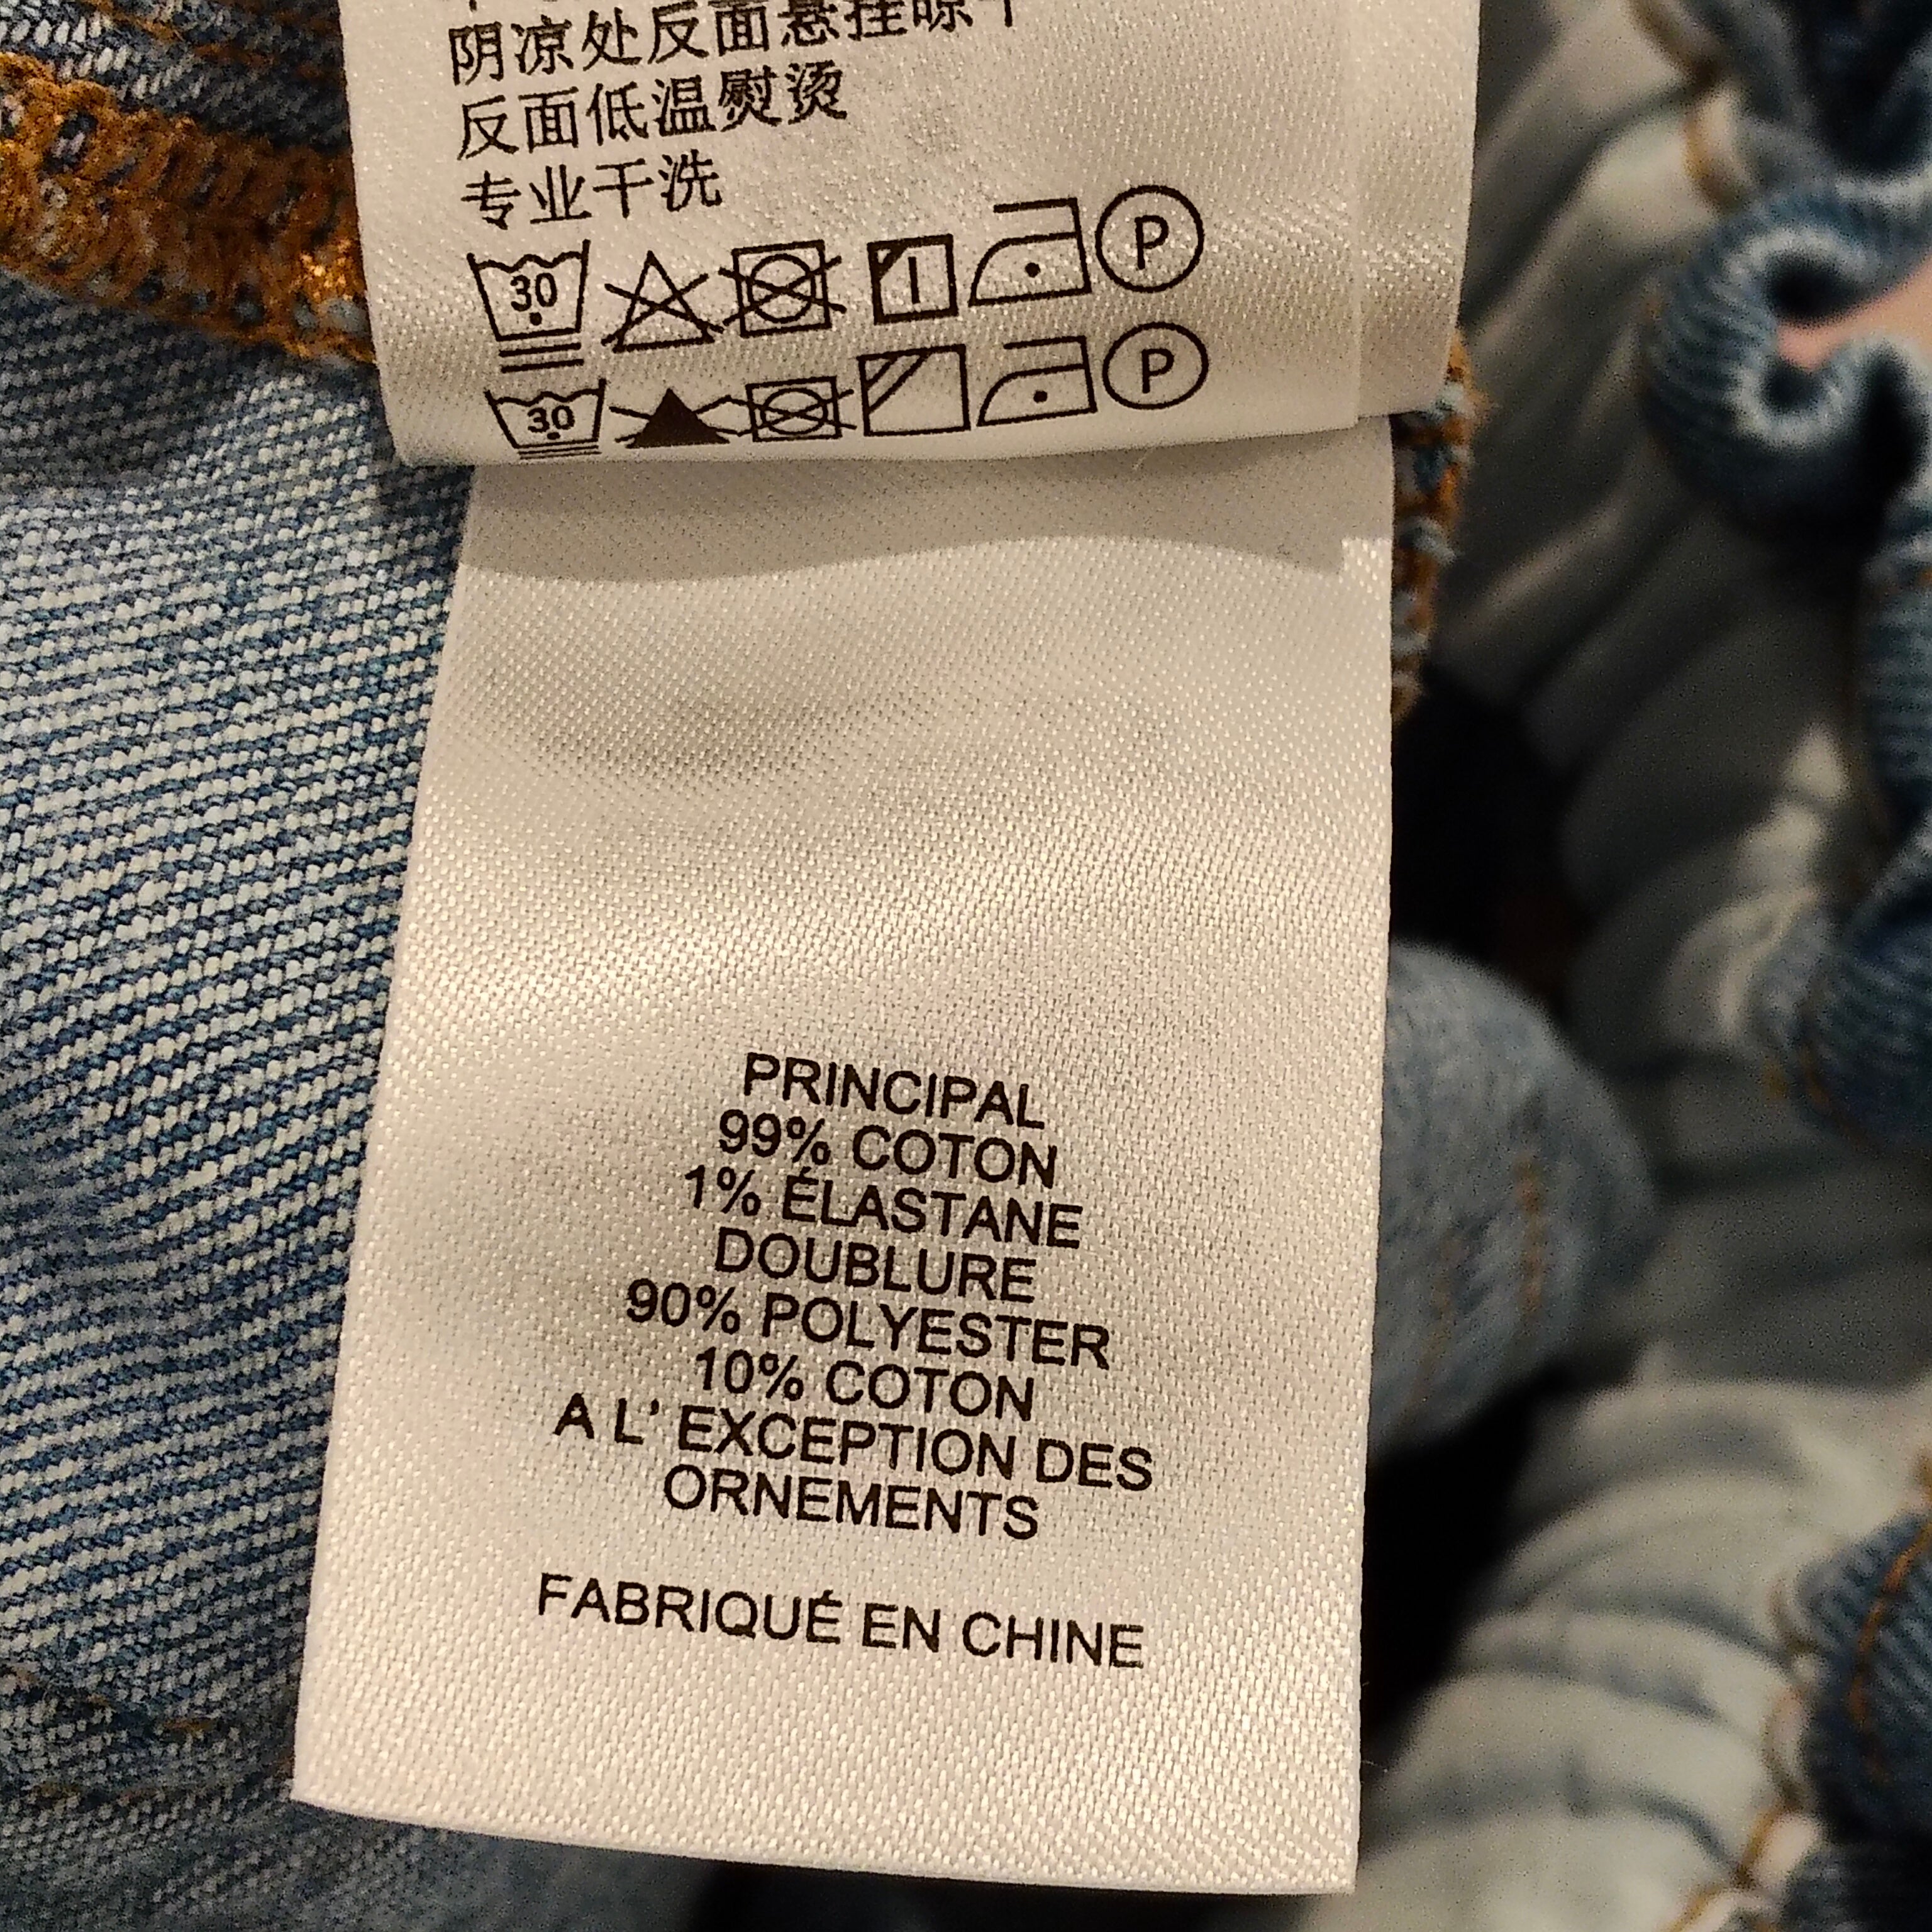 阴凉处反面悬挂晾干
反面低温熨烫
专业干洗
30 P
30 P
PRINCIPAL
99% COTON
1% ÉLASTANE
DOUBLURE
90% POLYESTER
10% COTON
A L' EXCEPTION DES
ORNEMENTS
FABRIQUÉ EN CHINE